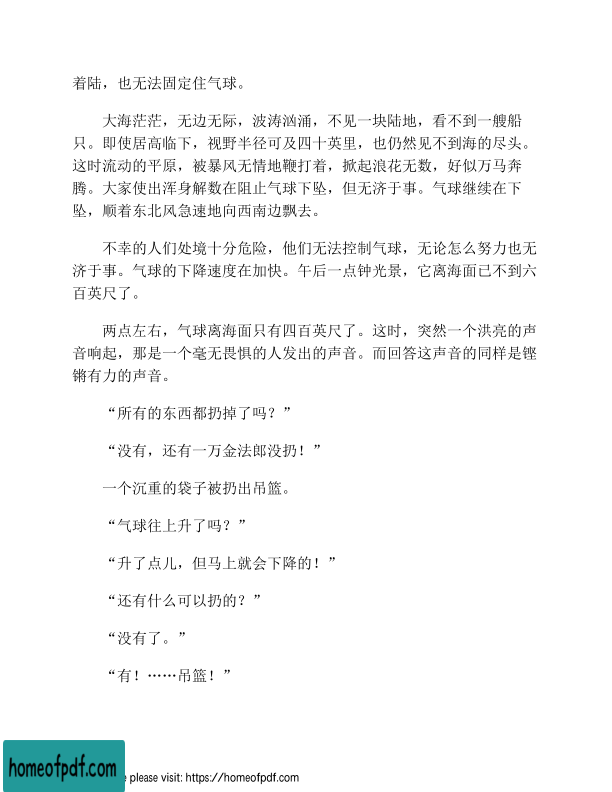 着陆，也无法固定住气球。
大海茫茫，无边无际，波涛汹涌，不见一块陆地，看不到一艘船
只。即使居高临下，视野半径可及四十英里，也仍然见不到海的尽头。
这时流动的平原，被暴风无情地鞭打着，掀起浪花无数，好似万马奔
腾。大家使出浑身解数在阻止气球下坠，但无济于事。气球继续在下
坠，顺着东北风急速地向西南边飘去。
不幸的人们处境十分危险，他们无法控制气球，无论怎么努力也无
济于事。气球的下降速度在加快。午后一点钟光景，它离海面已不到六
百英尺了。
两点左右，气球离海面只有四百英尺了。这时，突然一个洪亮的声
音响起，那是一个毫无畏惧的人发出的声音。而回答这声音的同样是铿
锵有力的声音。
“所有的东西都扔掉了吗？”
“没有，还有一万金法郎没扔！”
一个沉重的袋子被扔出吊篮。
“气球往上升了吗？”
“升了点儿，但马上就会下降的！”
“还有什么可以扔的？”
“没有了。”
“有！……吊篮！”
homeofpdf.com
e please visit: https://homeofpdf.com